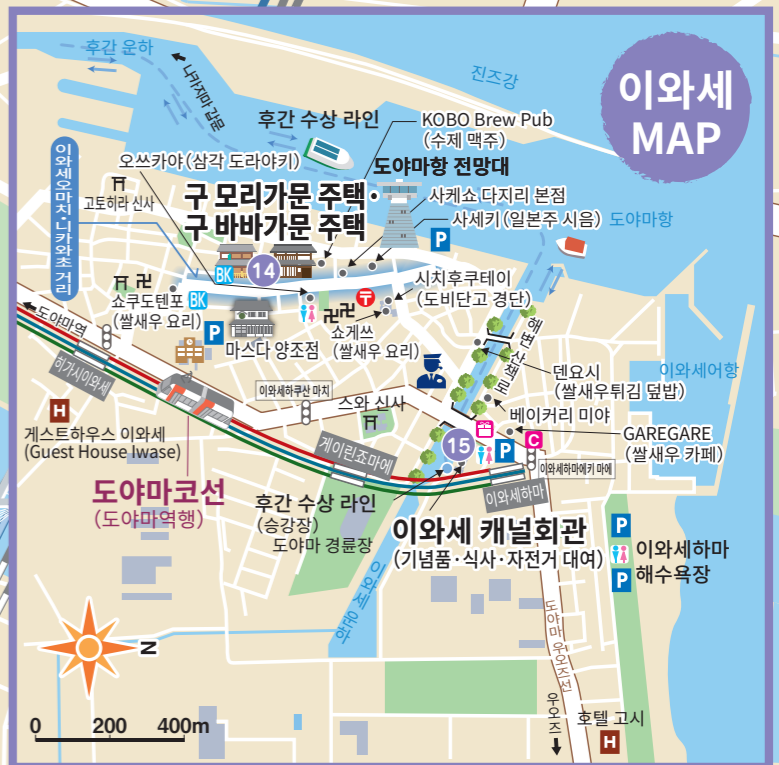 이와세
MAP
후간 운하
나카지마 갑문
진즈강
후간 수상 라인
KOBO Brew Pub
(수제 맥주)
오쓰카야 (삼각 도라야키)
도야마항 전망대
이와세오마치·니카와초 거리
고토히라 신사
구 모리가문 주택·
구 바바가문 주택
사케쇼 다지리 본점
사세키 (일본주 시음)
도야마항
P
BK
14
시치후쿠테이
(도비단고 경단)
쇼쿠도텐포
(쌀새우 요리)
BK
P
마스다 양조점
쇼게쓰
(쌀새우 요리)
해변 산책로
도야마역
히가시이와세
이와세하쿠산 마치
스와 신사
덴요시
(쌀새우튀김 덮밥)
이와세어항
베이커리 미야
H
게스트하우스 이와세
(Guest House Iwase)
게이린조마에
15
P
C
GAREGARE
(쌀새우 카페)
이와세하마에키 마에
이와세하마
도야마코선
(도야마역행)
후간 수상 라인
(승강장)
도야마 경륜장
이와세 캐널회관
(기념품·식사·자전거 대여)
P
이와세하마
해수욕장
P
이와세 운하
도야마 우오즈선
N
우오즈
호텔 고시
H
0 200 400m